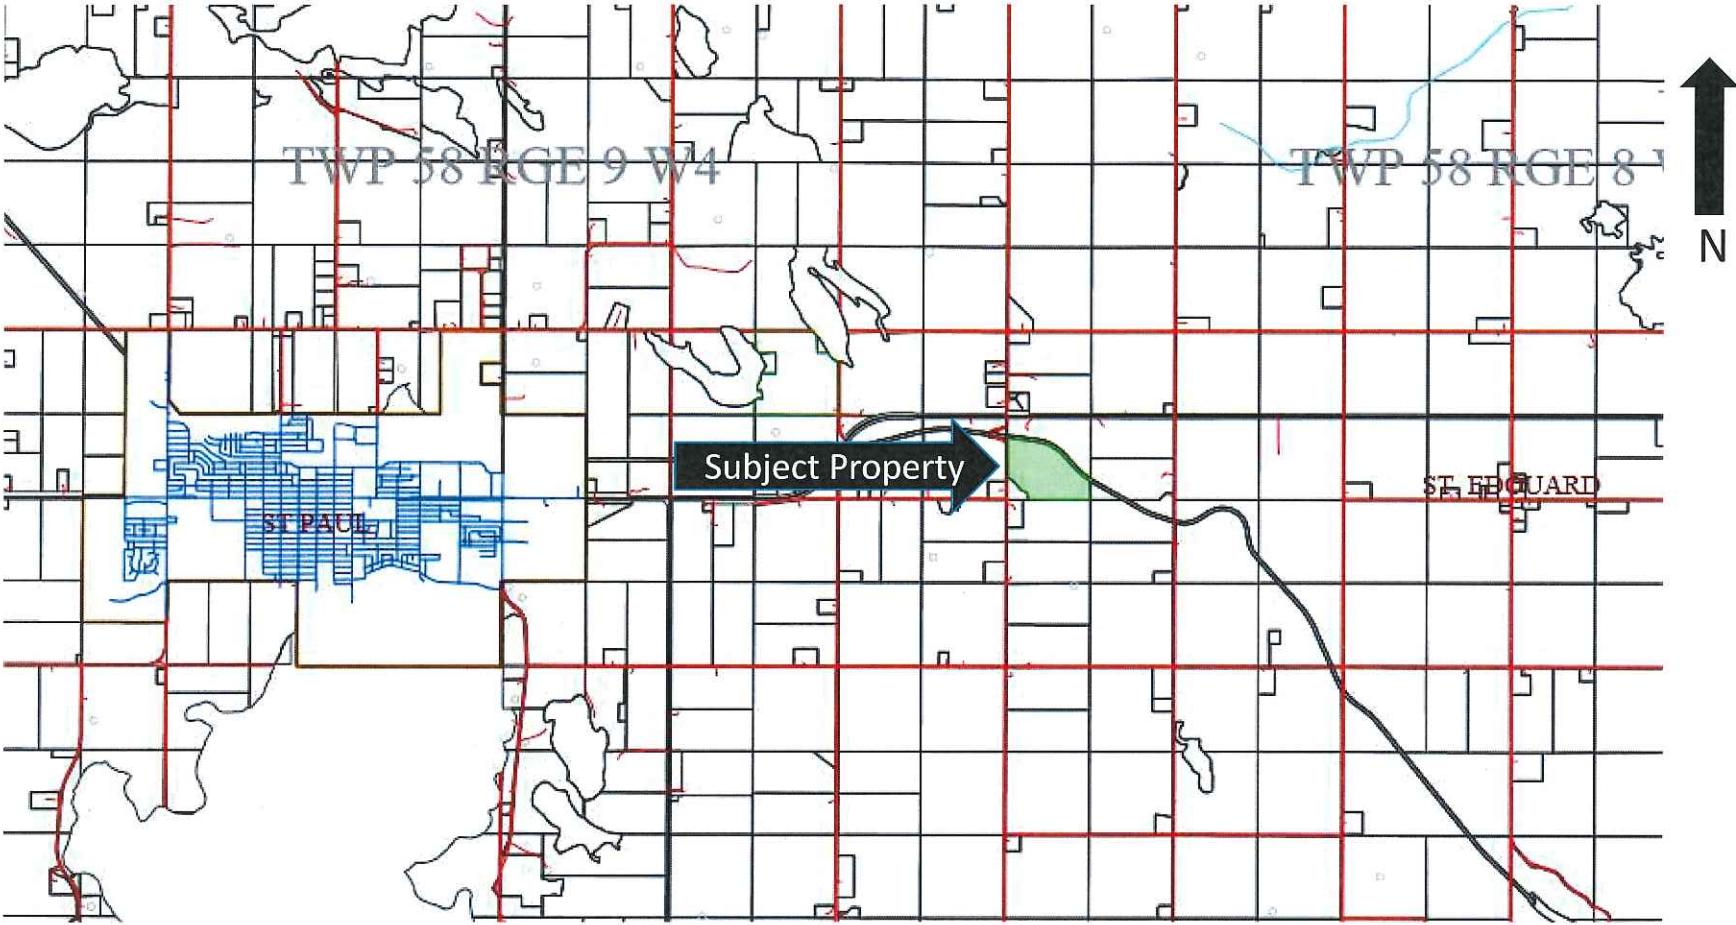 TWP 58 RGE 9 W4
TWP 58 RGE 8
N
Subject Property
ST. EDOUARD
ST PAUL